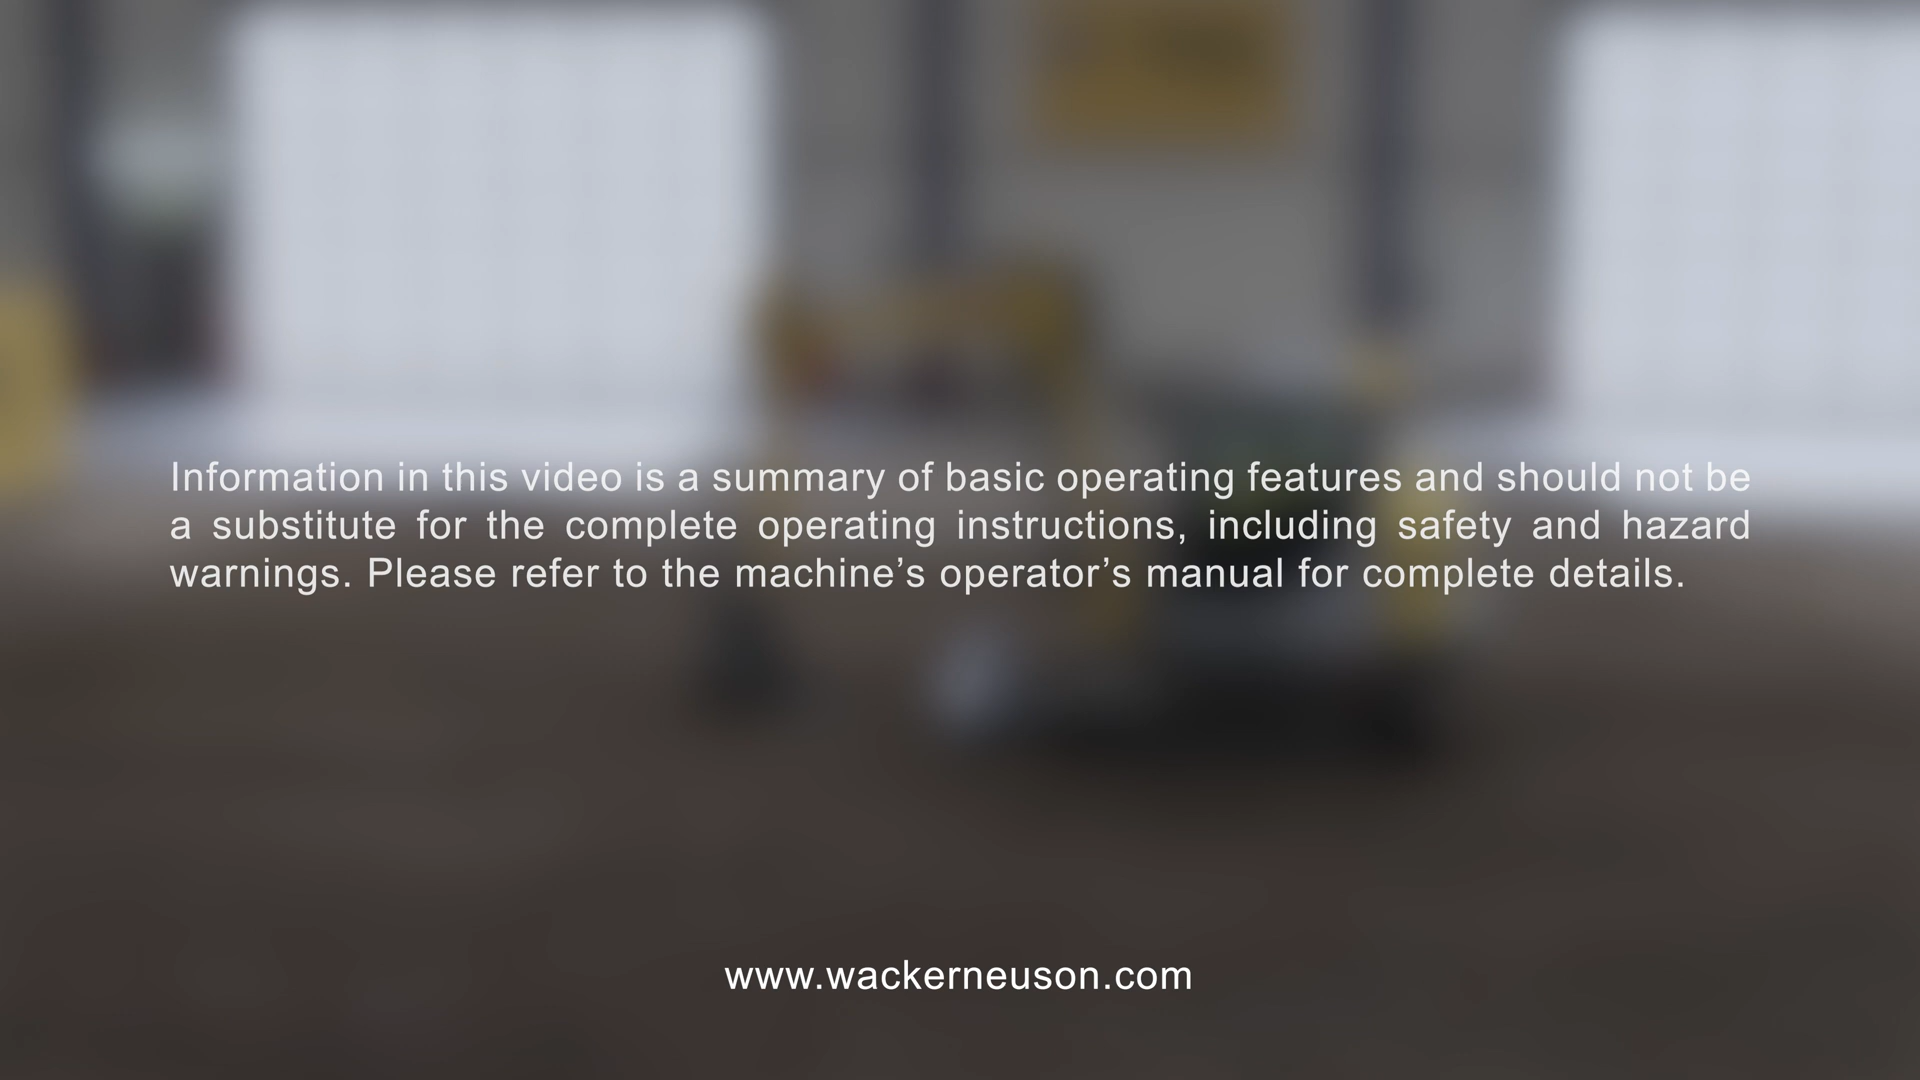 Information in this video is a summary of basic operating features and should not be
a substitute for the complete operating instructions, including safety and hazard
warnings. Please refer to the machine’s operator’s manual for complete details.
www.wackerneuson.com